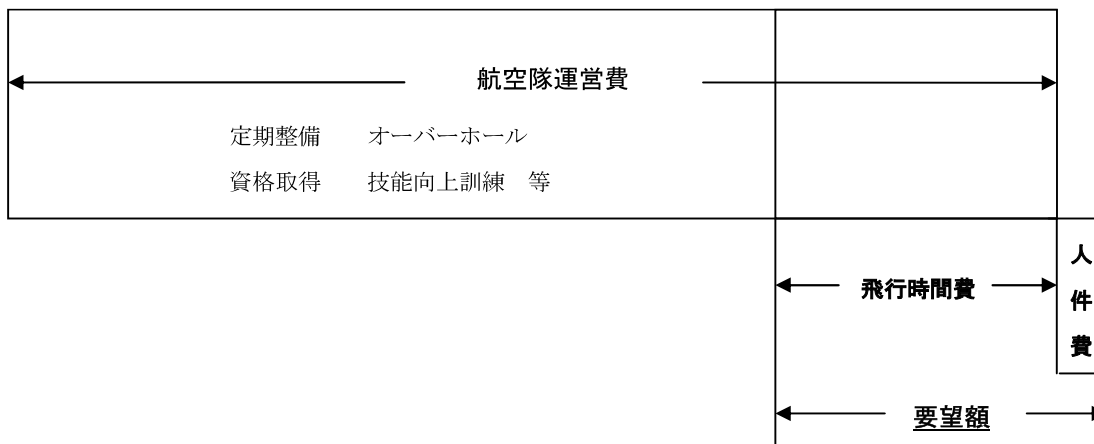 航空隊運営費
定期整備　オーバーホール
資格取得　技能向上訓練　等
飛行時間費
人件費
要望額